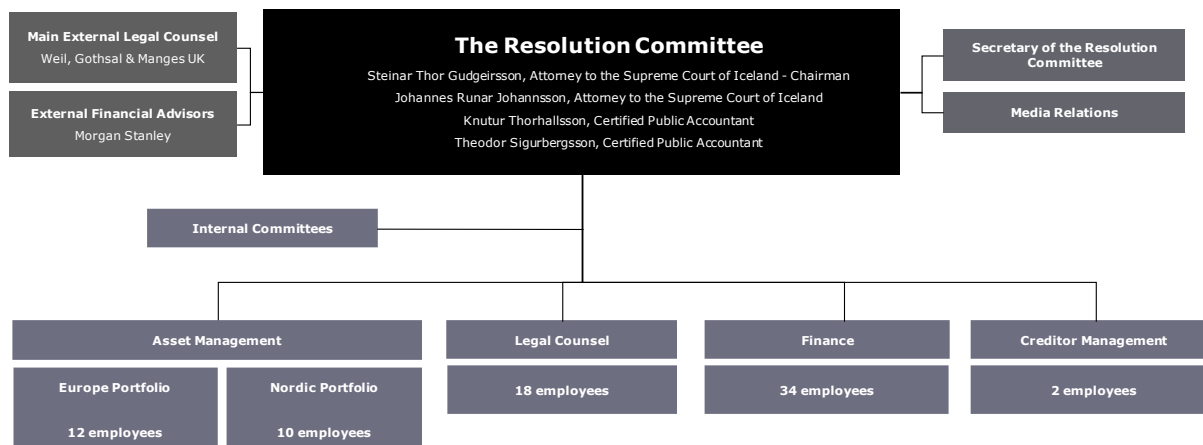 Main External Legal Counsel
Weil, Gothsal & Manges UK
External Financial Advisors
Morgan Stanley
The Resolution Committee
Steinar Thor Gudgeirsson, Attorney to the Supreme Court of Iceland - Chairman
Johannes Runar Johannsson, Attorney to the Supreme Court of Iceland
Knutur Thorhallsson, Certified Public Accountant
Theodor Sigurbergsson, Certified Public Accountant
Secretary of the Resolution
Committee
Media Relations
Internal Committees
Asset Management
Europe Portfolio
12 employees
Nordic Portfolio
10 employees
Legal Counsel
18 employees
Finance
34 employees
Creditor Management
2 employees